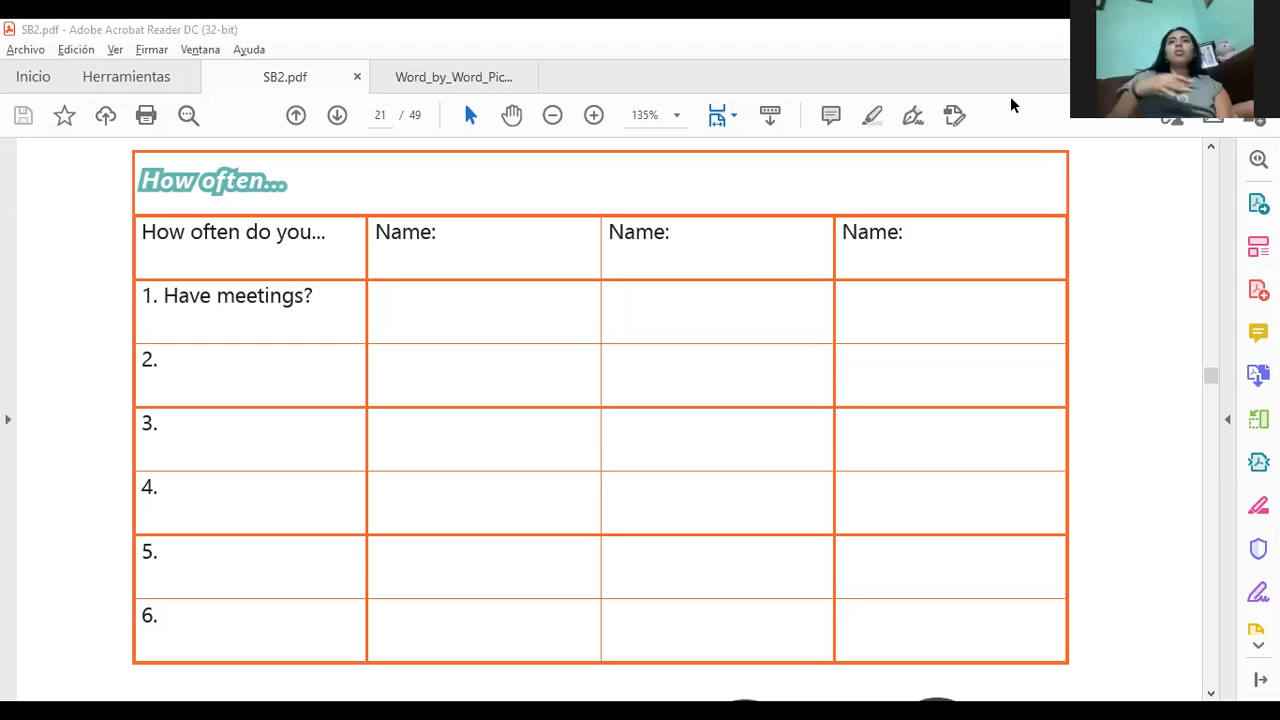 SB2.pdf - Adobe Acrobat Reader DC (32-bit)
Archivo Edición Ver Firmar Ventana Ayuda
Inicio Herramientas SB2.pdf × Word_by_Word_Pic...
21 / 49 135%
How often...
How often do you... Name: Name: Name:
1. Have meetings?
2.
3.
4.
5.
6.